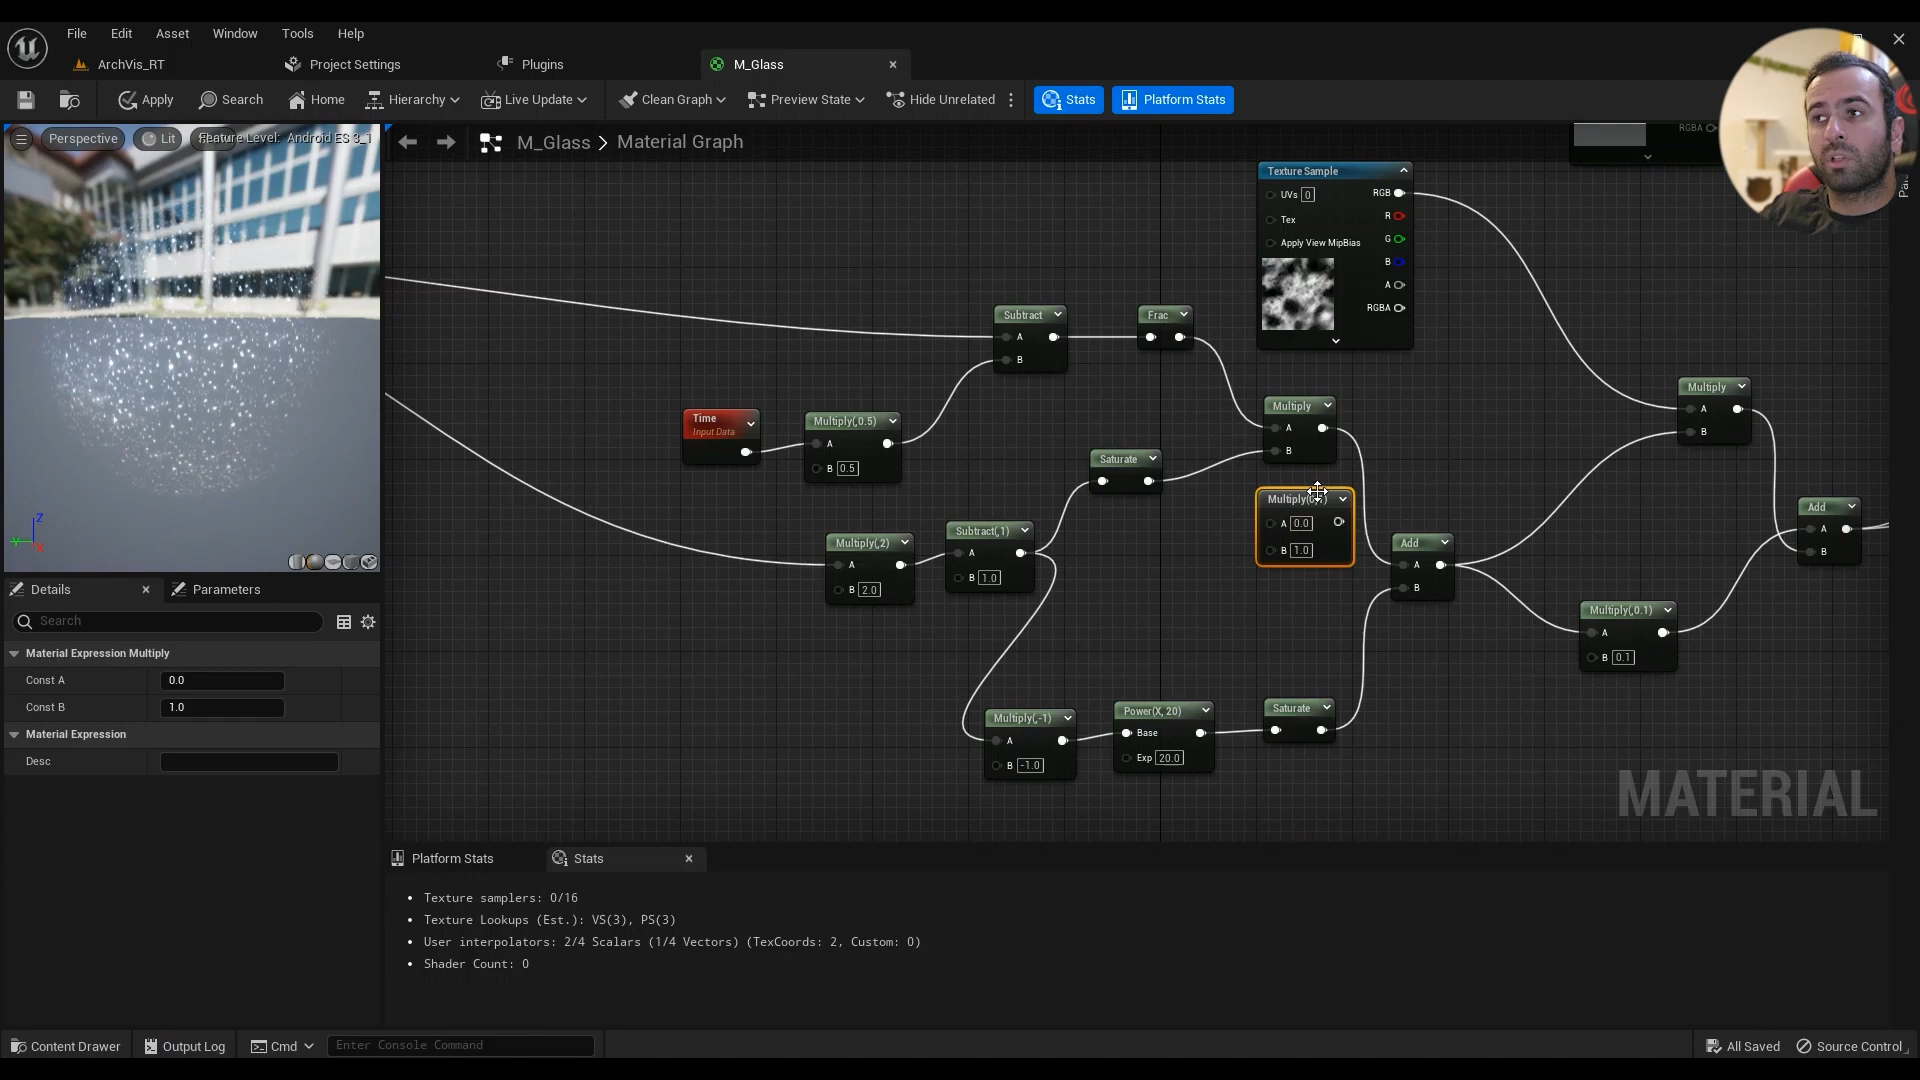 File Edit Asset Window Tools Help
ArchVis_RT Project Settings Plugins M_Glass
Apply Search Home Hierarchy Live Update Clean Graph Preview State Hide Unrelated Stats Platform Stats
Perspective Lit Feature Level: Android ES 3_1
M_Glass > Material Graph
RGBA
Texture Sample
UVs 0 RGB
R
Tex
G
Apply View MipBias
B
A
RGBA
Subtract
A
B
Frac
Time
Input Data
Multiply(,0.5)
A
B 0.5
Multiply
A
B
Multiply
A
B
Saturate
A 0.0
B 1.0
Add
A
B
Add
A
B
Multiply(,2)
A
B 2.0
Subtract(,1)
A
B 1.0
Multiply(,0.1)
A
B 0.1
Multiply(,-1)
A
B -1.0
Power(X, 20)
Base
Exp 20.0
Saturate
MATERIAL
Z
Details Parameters
Search
Material Expression Multiply
Const A 0.0
Const B 1.0
Material Expression
Desc
Platform Stats Stats
• Texture samplers: 0/16
• Texture Lookups (Est.): VS(3), PS(3)
• User interpolators: 2/4 Scalars (1/4 Vectors) (TexCoords: 2, Custom: 0)
• Shader Count: 0
Content Drawer Output Log Cmd Enter Console Command All Saved Source Control